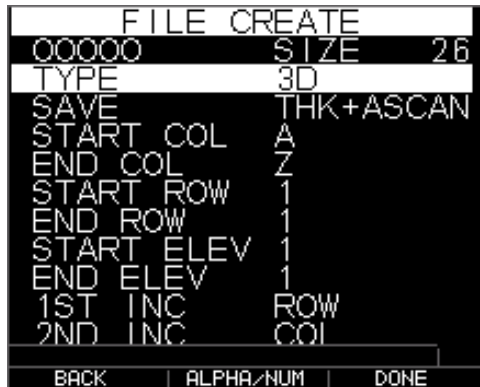 FILE CREATE
00000 SIZE 26
TYPE 3D
SAVE THK+ASCAN
START COL A
END COL Z
START ROW 1
END ROW 1
START ELEV 1
END ELEV 1
1ST INC ROW
2ND INC COL
BACK | ALPHA/NUM | DONE